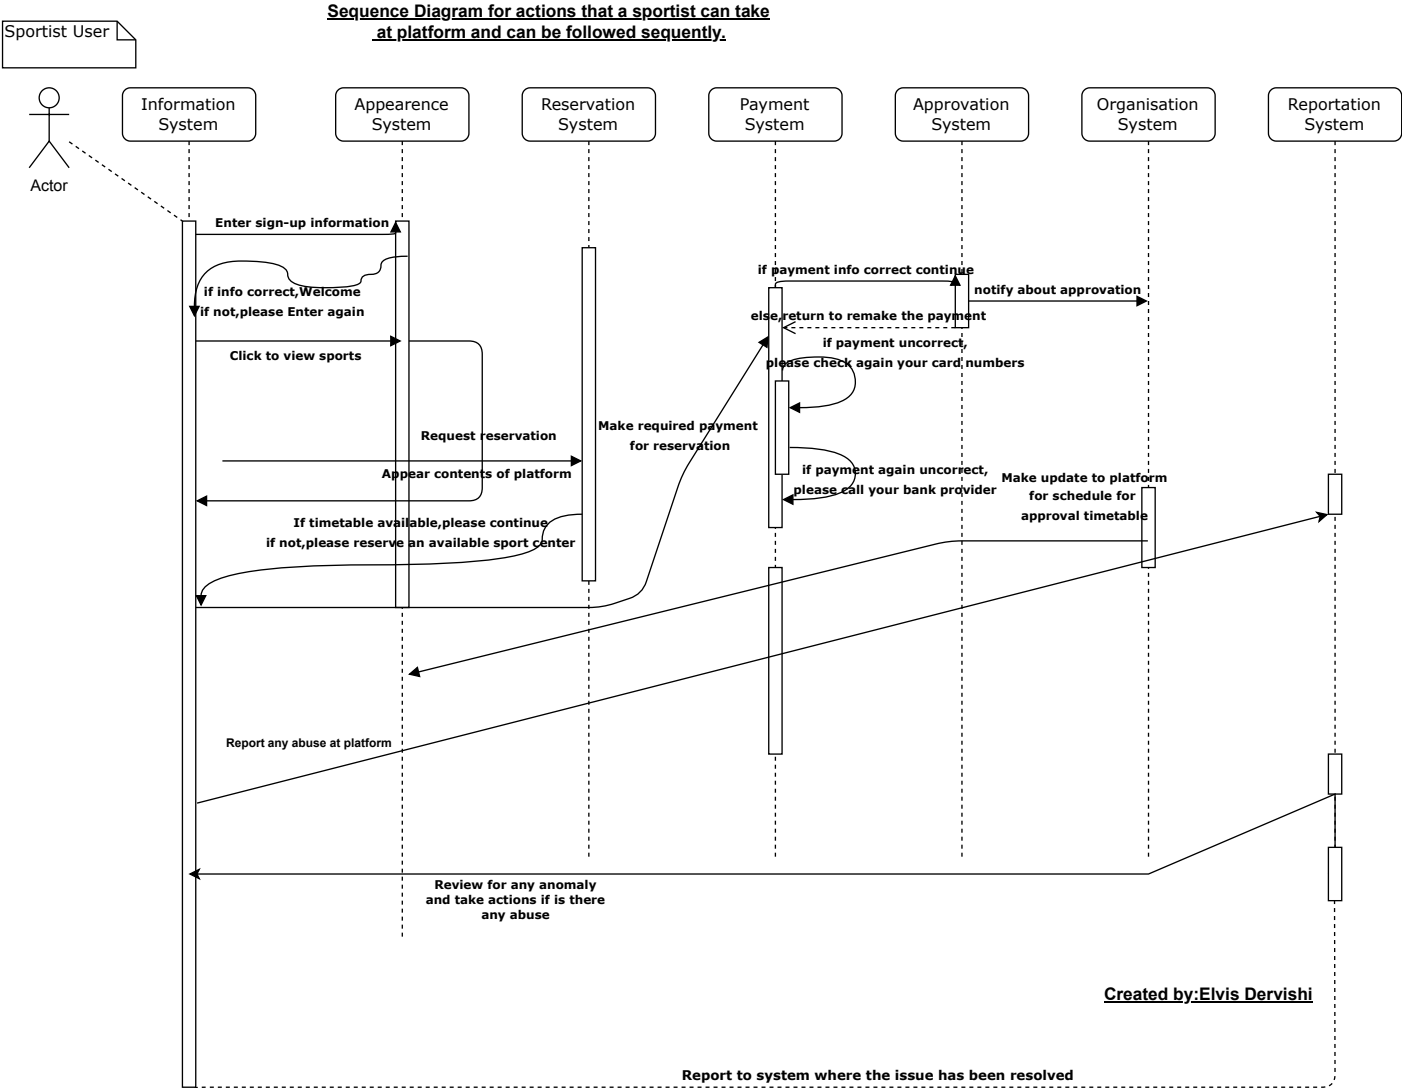 Sequence Diagram for actions that a sportist can take
at platform and can be followed sequently.
Sportist User
Actor
Information
System
Appearence
System
Reservation
System
Payment
System
Approvation
System
Organisation
System
Reportation
System
Enter sign-up information
if info correct,Welcome
if not,please Enter again
Click to view sports
if payment info correct continue
notify about approvation
else,return to remake the payment
if payment uncorrect,
please check again your card numbers
Request reservation
Make required payment
for reservation
Appear contents of platform
if payment again uncorrect,
please call your bank provider
Make update to platform
for schedule for
approval timetable
If timetable available,please continue
if not,please reserve an available sport center
Report any abuse at platform
Review for any anomaly
and take actions if is there
any abuse
Created by:Elvis Dervishi
Report to system where the issue has been resolved